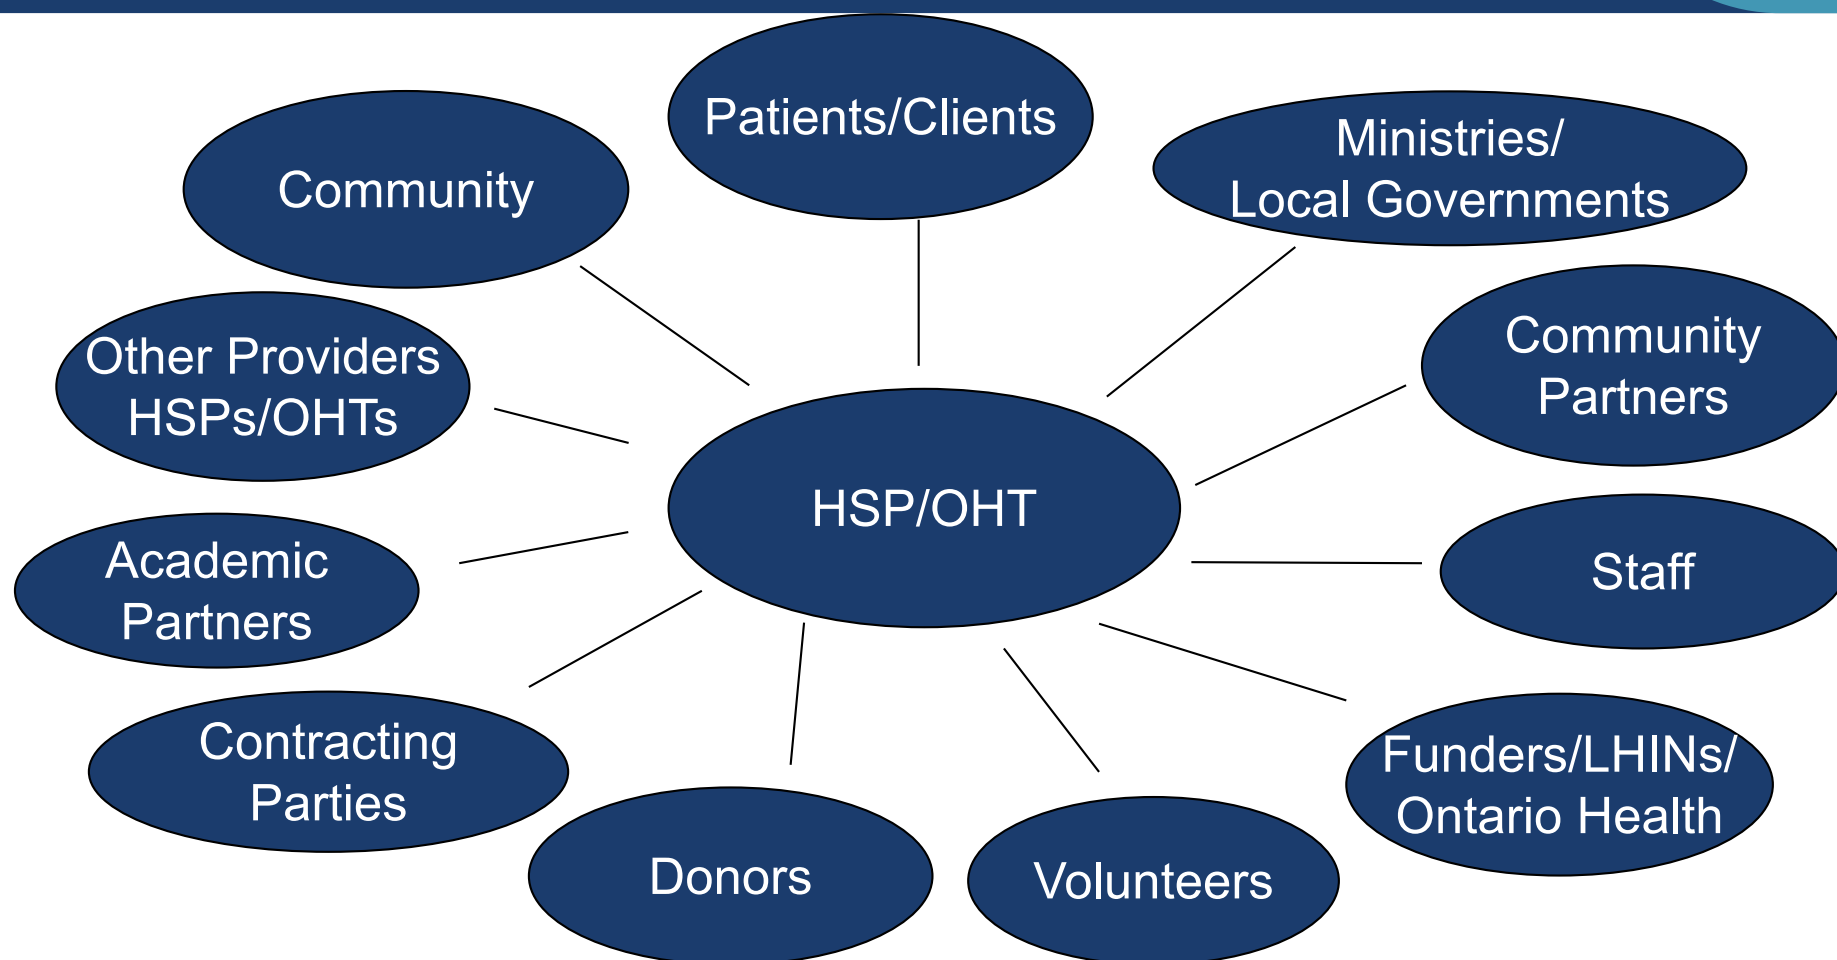 Patients/Clients
Ministries/
Local Governments
Community
Community
Partners
Other Providers
HSPs/OHTs
HSP/OHT
Academic
Partners
Staff
Contracting
Parties
Funders/LHINs/
Ontario Health
Donors
Volunteers